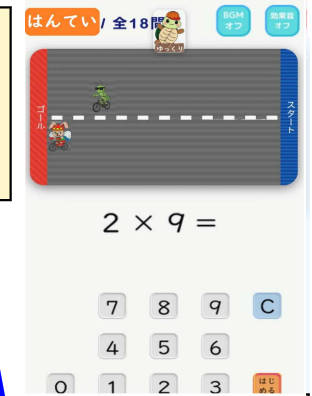 はんてい / 全18問
ゆっくり
BGM
オフ
効果音
オフ
ゴール
スタート
2 × 9 =
7 8 9 C
4 5 6
0 1 2 3 はじ
める